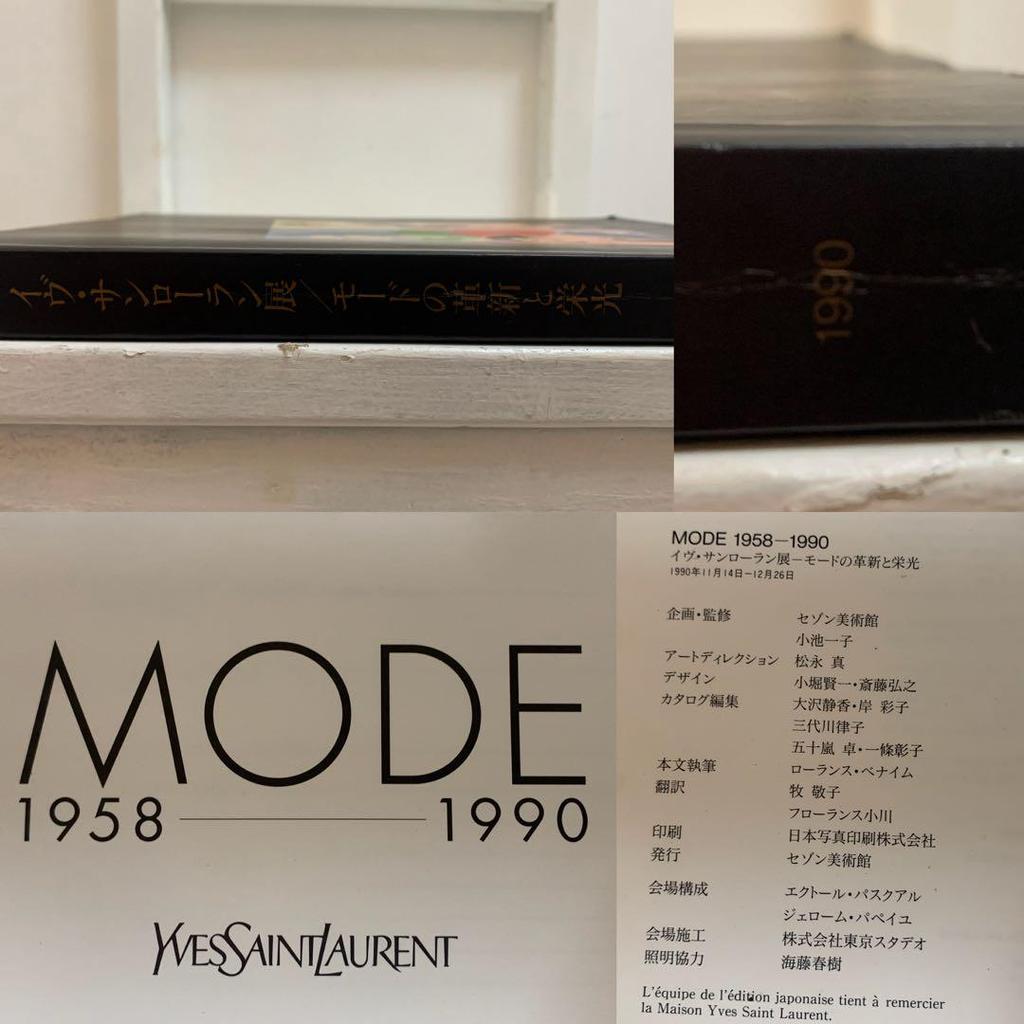 イヴ・サンローラン展/モードの革新と栄光
1990
MODE
1958 — 1990
YVESSAINTLAURENT
MODE 1958－1990
イヴ・サンローラン展－モードの革新と栄光
1990年11月14日－12月26日
企画・監修 セゾン美術館
小池一子
アートディレクション 松永 真
デザイン 小堀賢一・斎藤弘之
カタログ編集 大沢静香・岸 彩子
三代川律子
五十嵐 卓・一條彰子
本文執筆 ローランス・ベナイム
翻訳 牧 敬子
フローランス小川
印刷 日本写真印刷株式会社
発行 セゾン美術館
会場構成 エクトール・パスクアル
ジェローム・パペイユ
会場施工 株式会社東京スタデオ
照明協力 海藤春樹
L'équipe de l'édition japonaise tient à remercier
la Maison Yves Saint Laurent.